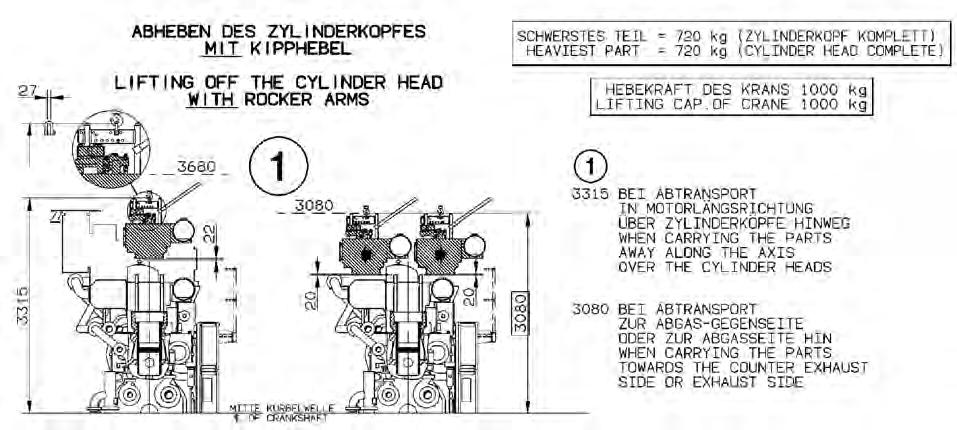 ABHEBEN DES ZYLINDERKOPFES
MIT KIPPHEBEL
LIFTING OFF THE CYLINDER HEAD
WITH ROCKER ARMS
SCHWERSTES TEIL = 720 kg (ZYLINDERKOPF KOMPLETT)
HEAVIEST PART = 720 kg (CYLINDER HEAD COMPLETE)
HEBEKRAFT DES KRANS 1000 kg
LIFTING CAP. OF CRANE 1000 kg
27
3680
1
3080
22
3315
20
20
3080
MITTE KURBELWELLE
OF CRANKSHAFT
1
3315 BEI ABTRANSPORT
IN MOTORLÄNGSRICHTUNG
ÜBER ZYLINDERKÖPFE HINWEG
WHEN CARRYING THE PARTS
AWAY ALONG THE AXIS
OVER THE CYLINDER HEADS
3080 BEI ABTRANSPORT
ZUR ABGAS-GEGENSEITE
ODER ZUR ABGASSEITE HIN
WHEN CARRYING THE PARTS
TOWARDS THE COUNTER EXHAUST
SIDE OR EXHAUST SIDE